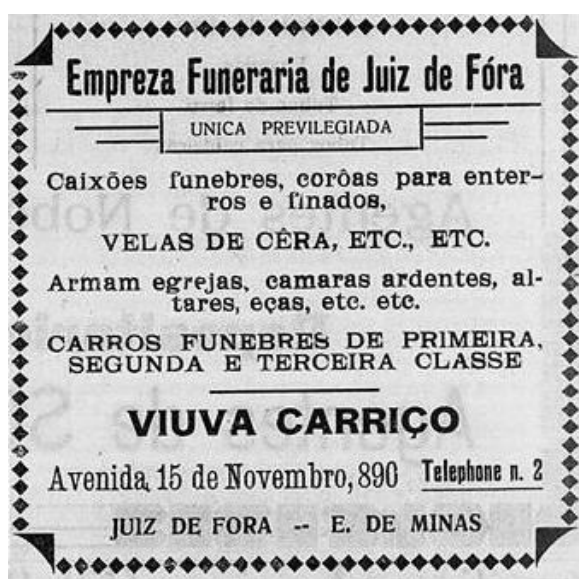 Empreza Funeraria de Juiz de Fóra
UNICA PREVILEGIADA
Caixões funebres, corôas para enter-
ros e finados,
VELAS DE CÊRA, ETC., ETC.
Armam egrejas, camaras ardentes, al-
tares, eças, etc. etc.
CARROS FUNEBRES DE PRIMEIRA,
SEGUNDA E TERCEIRA CLASSE
VIUVA CARRIÇO
Avenida 15 de Novembro, 890 Telephone n. 2
JUIZ DE FORA -- E. DE MINAS